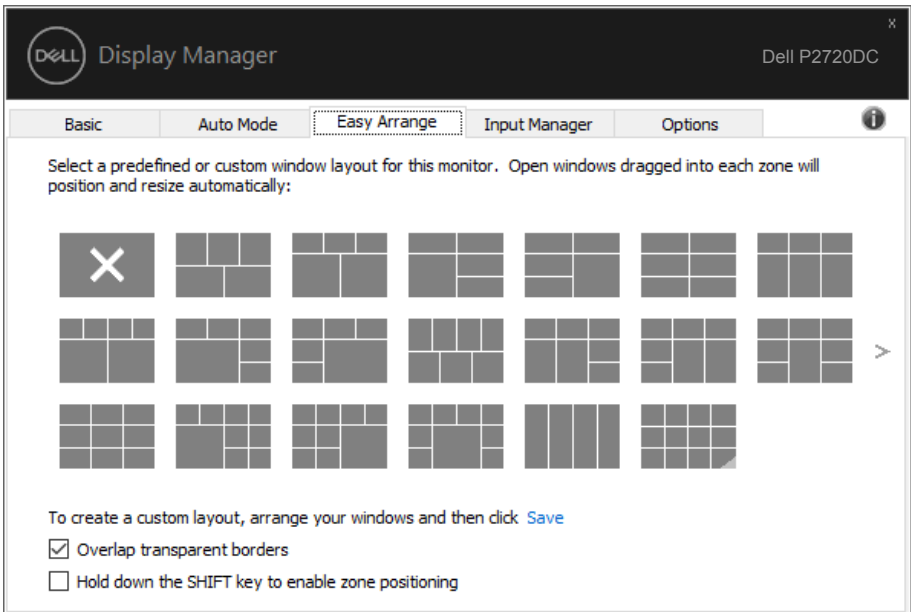 x
DELL
Display Manager
Dell P2720DC
Basic
Auto Mode
Easy Arrange
Input Manager
Options
i
Select a predefined or custom window layout for this monitor. Open windows dragged into each zone will
position and resize automatically:
>
To create a custom layout, arrange your windows and then click Save
Overlap transparent borders
Hold down the SHIFT key to enable zone positioning